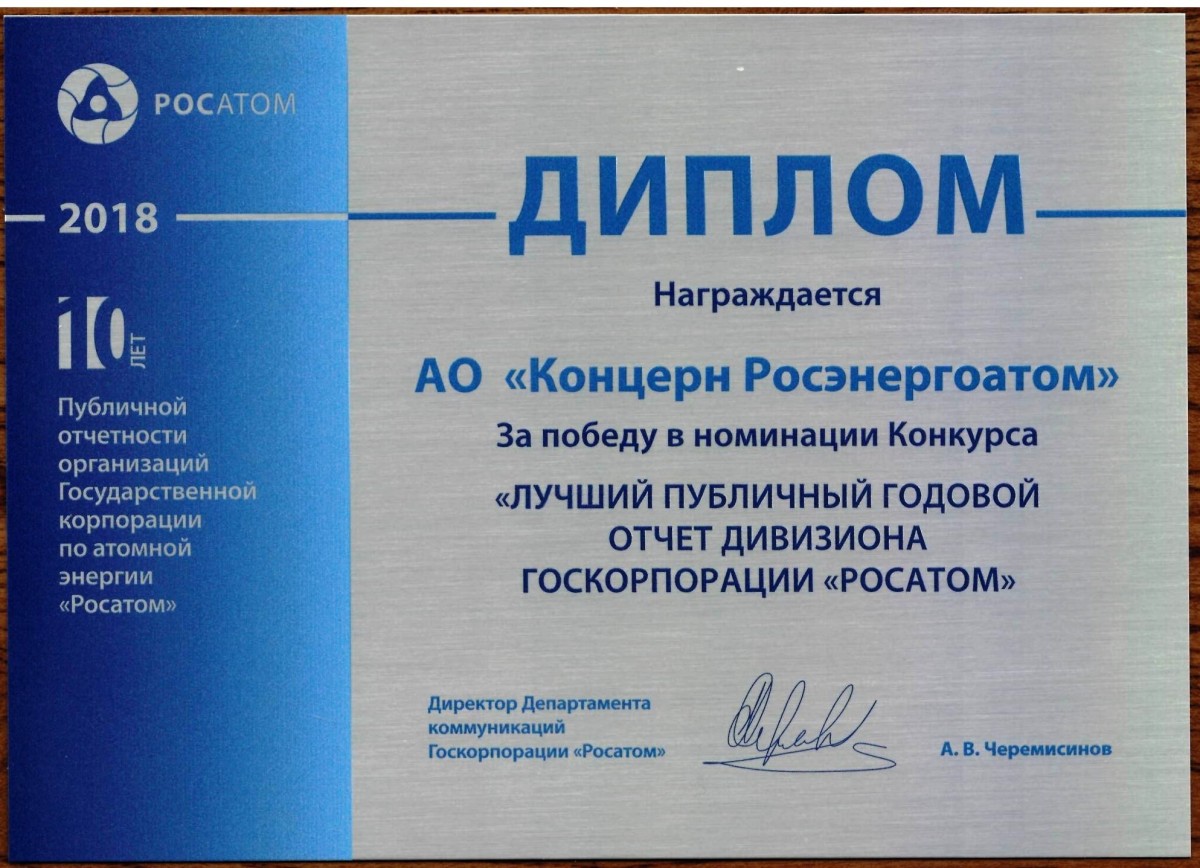 РОСАТОМ
2018
10 ЛЕТ
Публичной
отчетности
организаций
Государственной
корпорации
по атомной
энергии
«Росатом»
ДИПЛОМ
Награждается
АО «Концерн Росэнергоатом»
За победу в номинации Конкурса
«ЛУЧШИЙ ПУБЛИЧНЫЙ ГОДОВОЙ
ОТЧЕТ ДИВИЗИОНА
ГОСКОРПОРАЦИИ «РОСАТОМ»
Директор Департамента
коммуникаций
Госкорпорации «Росатом»
А. В. Черемисинов